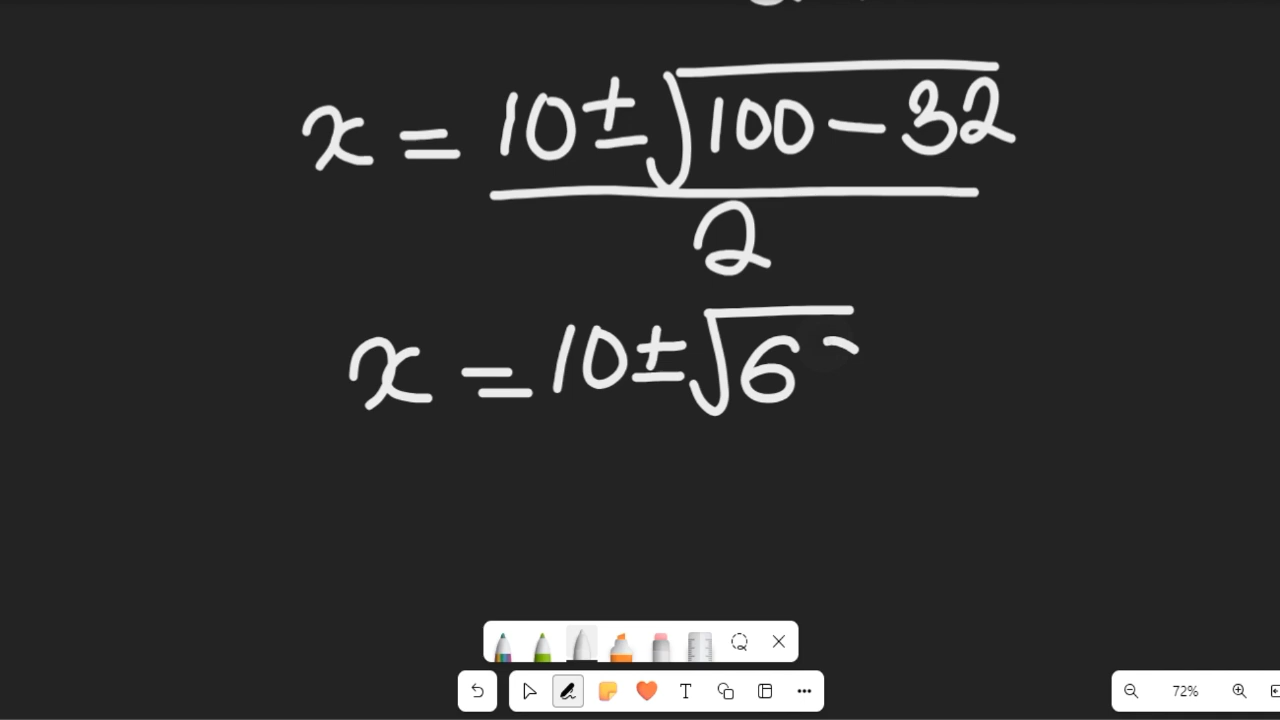 x = 10 ± √100 − 32
2
x = 10 ± √6
T
72%